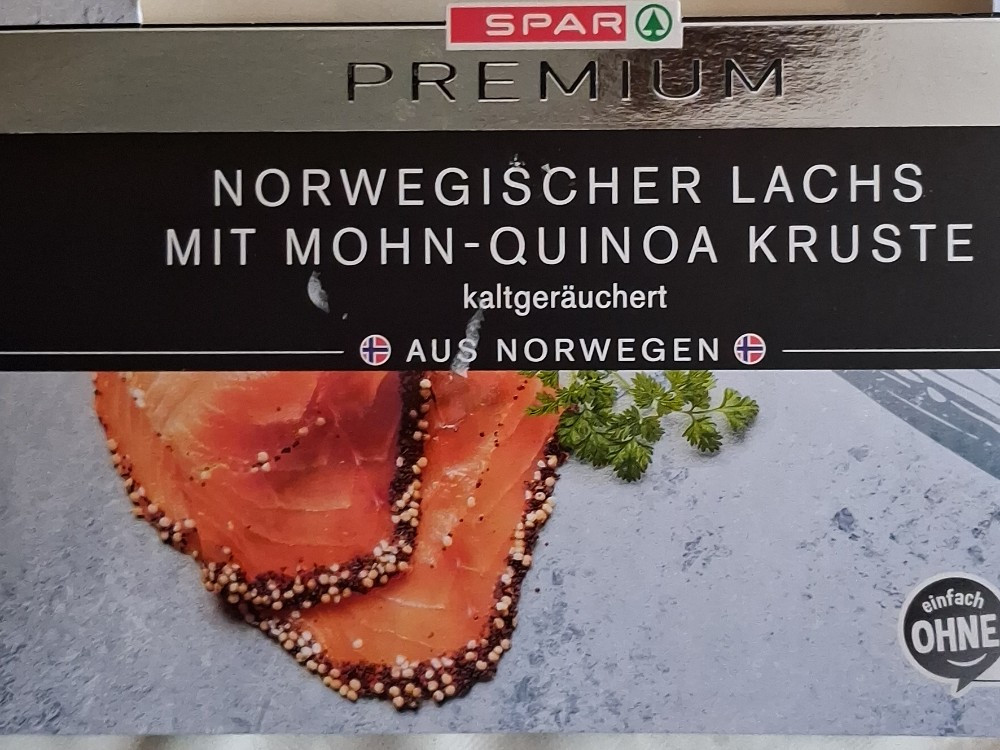 SPAR
PREMIUM
NORWEGISCHER LACHS
MIT MOHN-QUINOA KRUSTE
kaltgeräuchert
AUS NORWEGEN
einfach
OHNE